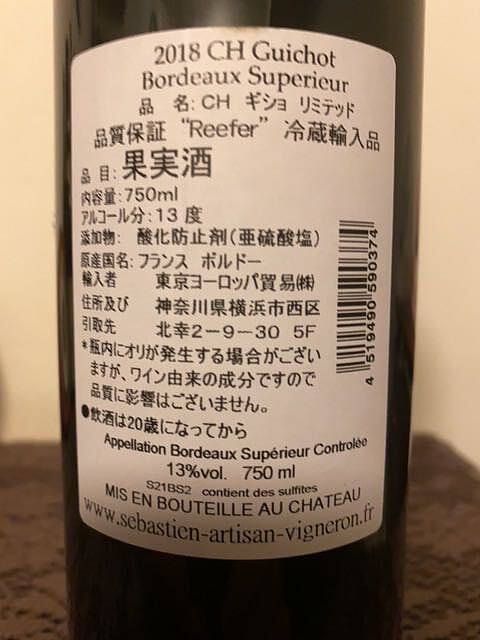 2018 CH Guichot
Bordeaux Superieur
品 名:CH ギショ リミテッド
品質保証 “Reefer” 冷蔵輸入品
品 目:果実酒
内容量:750ml
アルコール分:13 度
添加物: 酸化防止剤(亜硫酸塩)
原産国名:フランス ボルドー
輸入者 東京ヨーロッパ貿易㈱
住所及び 神奈川県横浜市西区
引取先 北幸2-9-30 5F
*瓶内にオリが発生する場合がござい
ますが、ワイン由来の成分ですので
品質に影響はございません。
●飲酒は20歳になってから
4 519490 590374
Appellation Bordeaux Supérieur Controlée
13%vol. 750 ml
S21BS2 contient des sulfites
MIS EN BOUTEILLE AU CHATEAU
www.sebastien-artisan-vigneron.fr